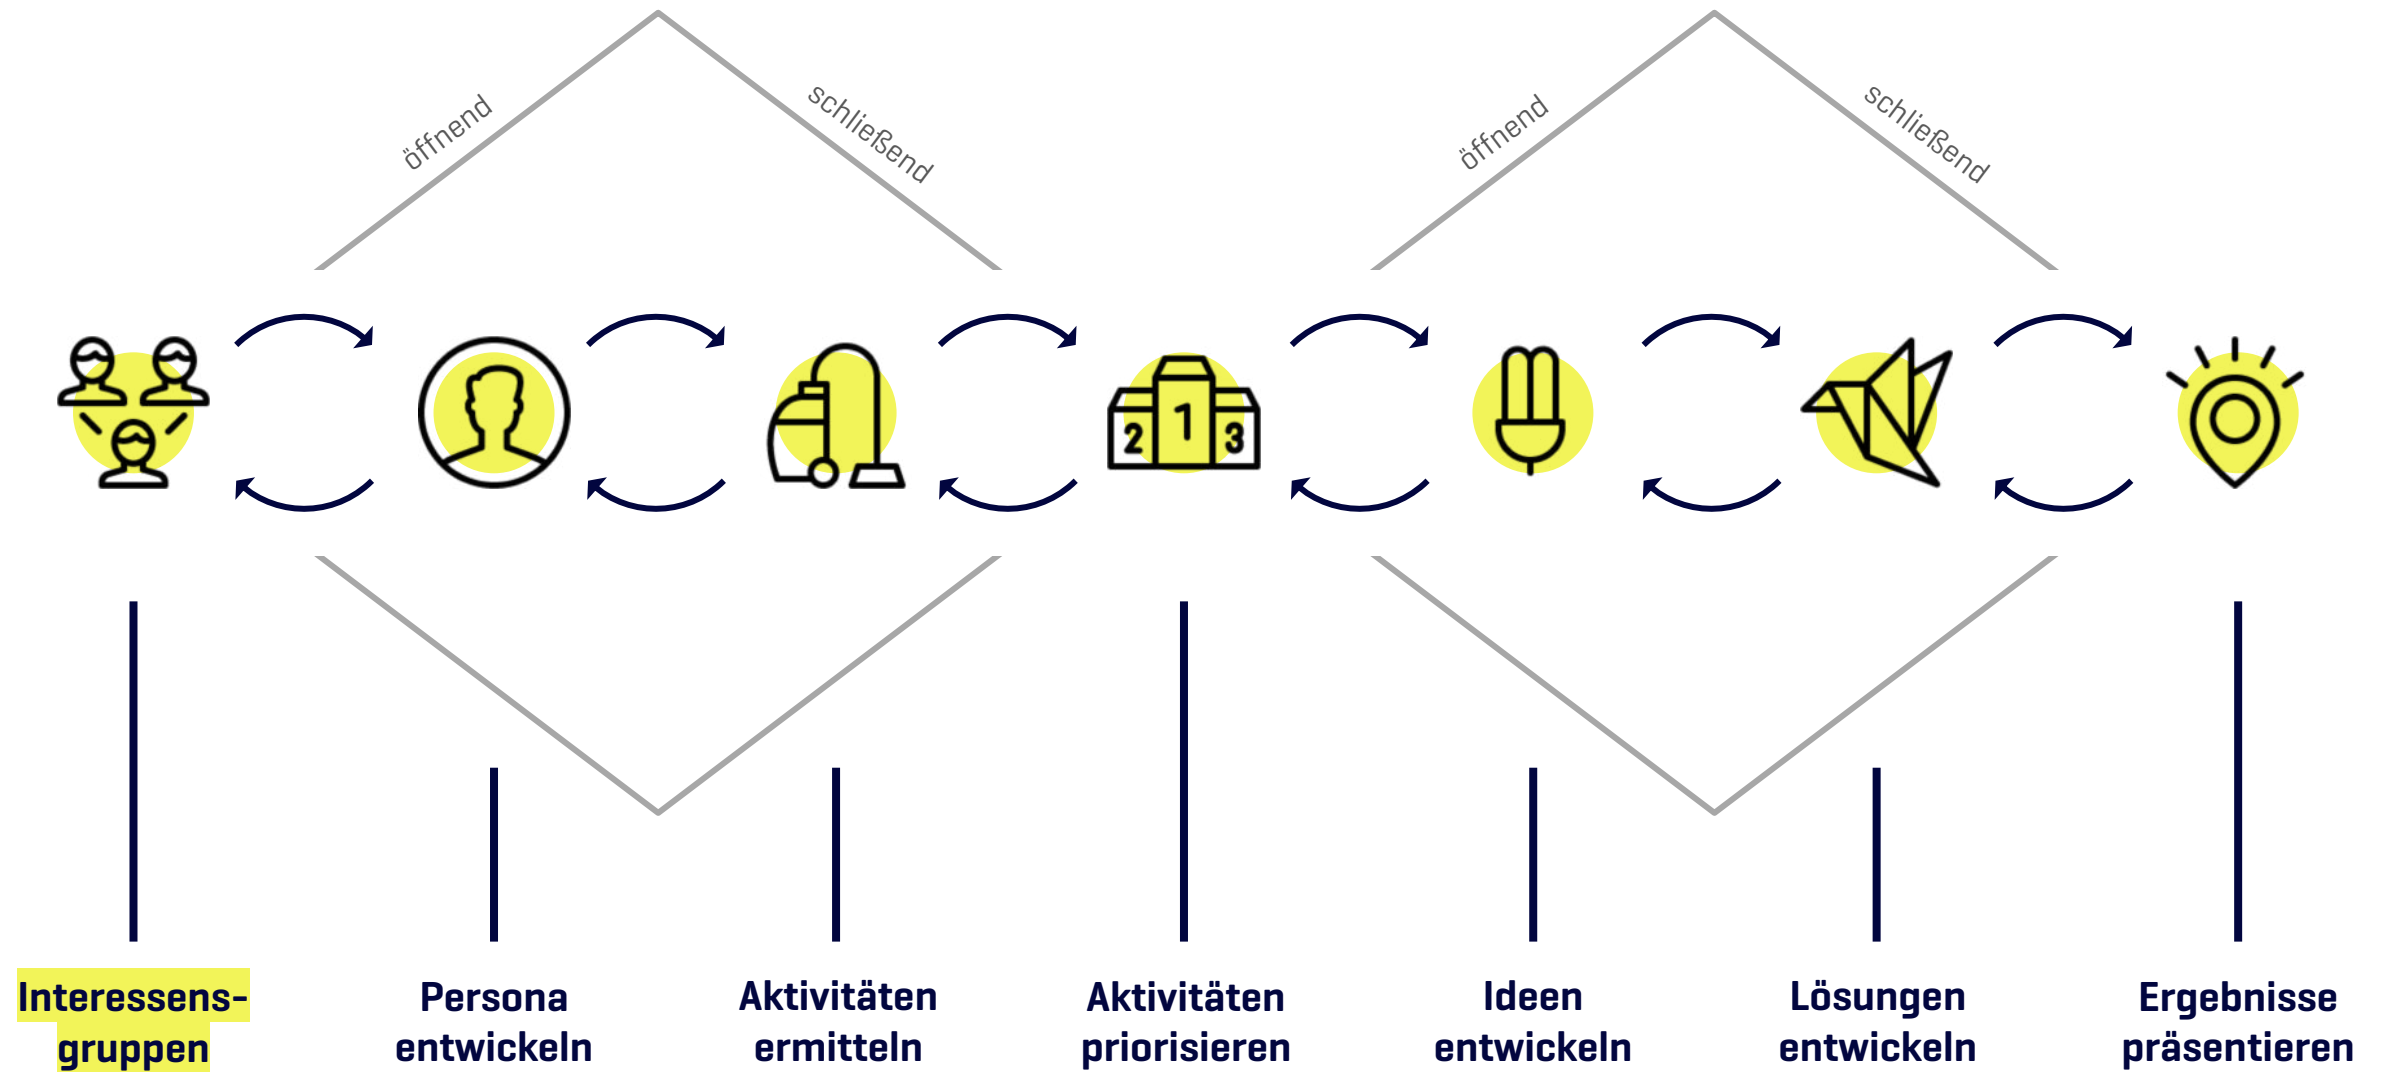 öffnend
schließend
öffnend
schließend
2
1
3
Interessens-
gruppen
Persona
entwickeln
Aktivitäten
ermitteln
Aktivitäten
priorisieren
Ideen
entwickeln
Lösungen
entwickeln
Ergebnisse
präsentieren